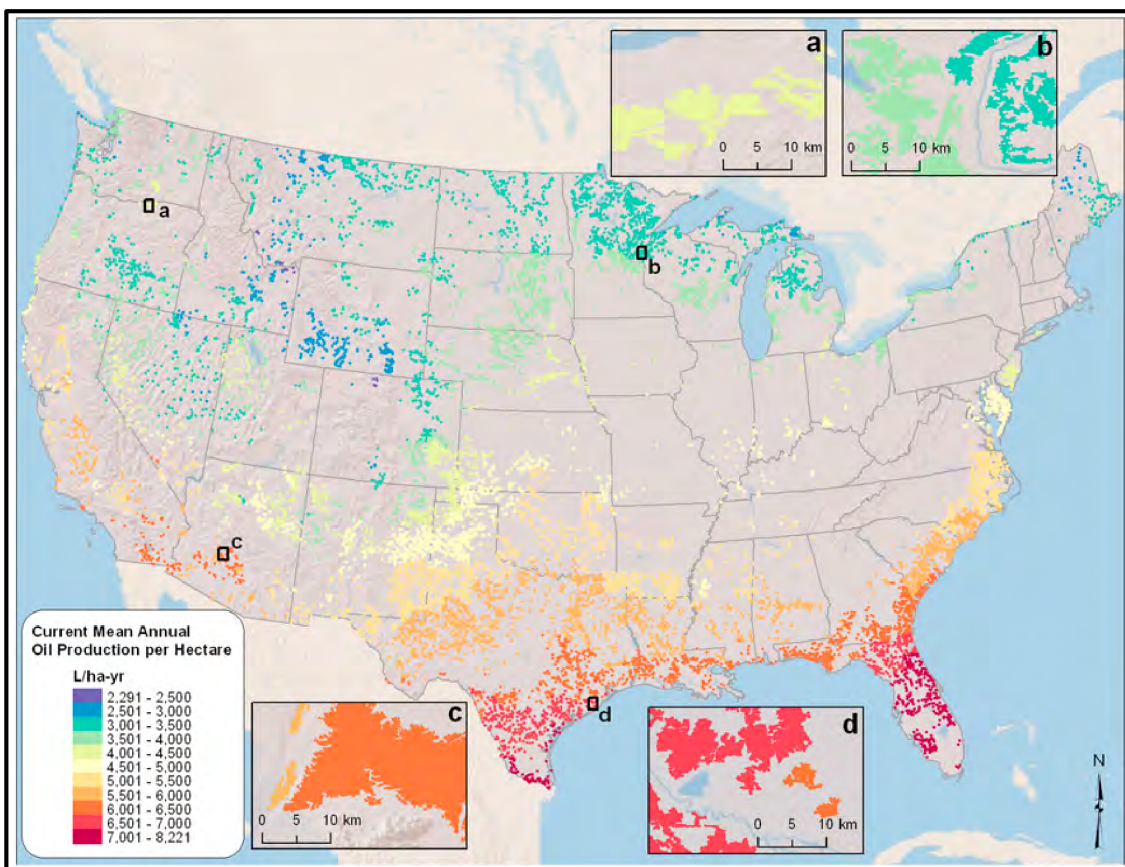 a
b
0 5 10 km
0 5 10 km
a
b
c
d
Current Mean Annual
Oil Production per Hectare
L/ha-yr
2,291 - 2,500
2,501 - 3,000
3,001 - 3,500
3,501 - 4,000
4,001 - 4,500
4,501 - 5,000
5,001 - 5,500
5,501 - 6,000
6,001 - 6,500
6,501 - 7,000
7,001 - 8,221
c
0 5 10 km
d
0 5 10 km
N